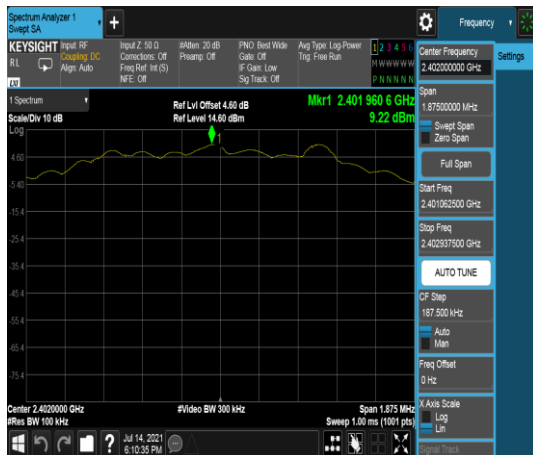 Spectrum Analyzer 1
Swept SA
+
Frequency
KEYSIGHT
RL
LXI
Input: RF
Coupling: DC
Align: Auto
Input Z: 50 Ω
Corrections: Off
Freq Ref: Int (S)
NFE: Off
#Atten: 20 dB
Preamp: Off
PNO: Best Wide
Gate: Off
IF Gain: Low
Sig Track: Off
Avg Type: Log-Power
Trig: Free Run
1 2 3 4 5 6
M W W W W W
P N N N N N
1 Spectrum
Scale/Div 10 dB
Ref Lvl Offset 4.60 dB
Ref Level 14.60 dBm
Mkr1 2.401 960 6 GHz
9.22 dBm
Log
1
4.60
-5.40
-15.4
-25.4
-35.4
-45.4
-55.4
-65.4
-75.4
Center 2.4020000 GHz
#Res BW 100 kHz
#Video BW 300 kHz
Span 1.875 MHz
Sweep 1.00 ms (1001 pts)
?
Jul 14, 2021
6:10:35 PM
Center Frequency
2.402000000 GHz
Settings
Span
1.87500000 MHz
Swept Span
Zero Span
Full Span
Start Freq
2.401062500 GHz
Stop Freq
2.402937500 GHz
AUTO TUNE
CF Step
187.500 kHz
Auto
Man
Freq Offset
0 Hz
X Axis Scale
Log
Lin
Signal Track